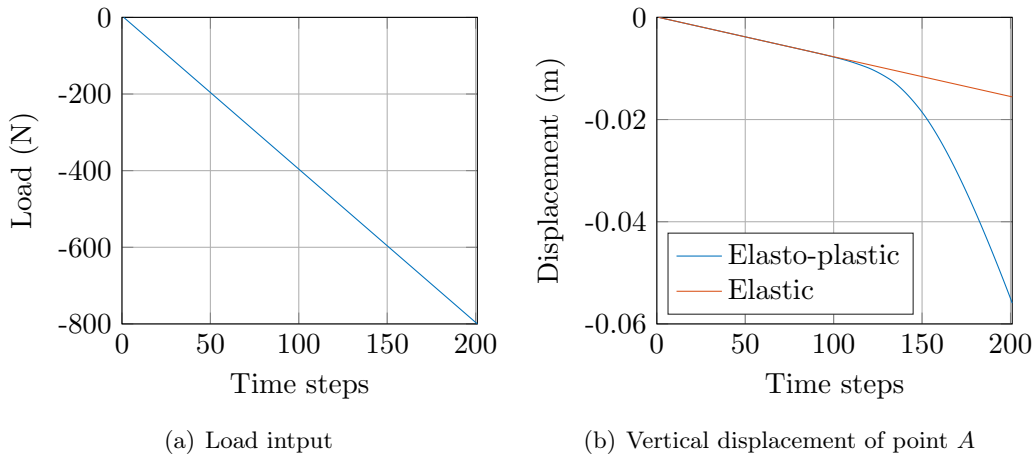 0
-200
-400
-600
-800
0
50
100
150
200
Load (N)
Time steps
(a) Load intput
0
-0.02
-0.04
-0.06
0
50
100
150
200
Displacement (m)
Elasto-plastic
Elastic
Time steps
(b) Vertical displacement of point A